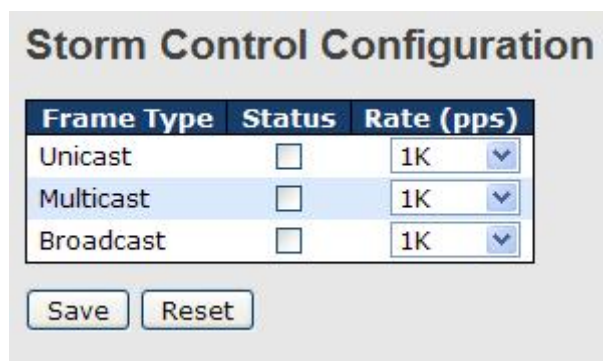 Storm Control Configuration
Frame Type Status Rate (pps)
Unicast 1K
Multicast 1K
Broadcast 1K
Save Reset